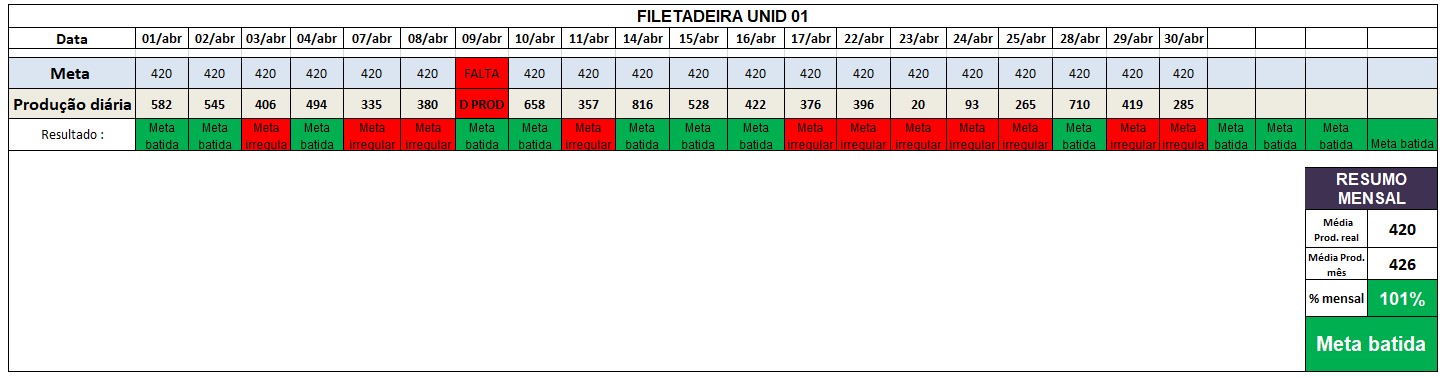 FILETADEIRA UNID 01
Data 01/abr 02/abr 03/abr 04/abr 07/abr 08/abr 09/abr 10/abr 11/abr 14/abr 15/abr 16/abr 17/abr 22/abr 23/abr 24/abr 25/abr 28/abr 29/abr 30/abr
Meta 420 420 420 420 420 420 FALTA 420 420 420 420 420 420 420 420 420 420 420 420 420
Produção diária 582 545 406 494 335 380 D PROD 658 357 816 528 422 376 396 20 93 265 710 419 285
Resultado : Meta Meta Meta Meta Meta Meta Meta Meta Meta Meta Meta Meta Meta Meta Meta Meta Meta Meta Meta Meta Meta Meta Meta
batida batida irregula batida irregular irregular batida batida irregular batida batida batida irregular irregular irregular irregular irregular batida irregular irregular batida batida batida Meta batida
RESUMO
MENSAL
Média
Prod. real 420
Média Prod.
mês 426
% mensal 101%
Meta batida